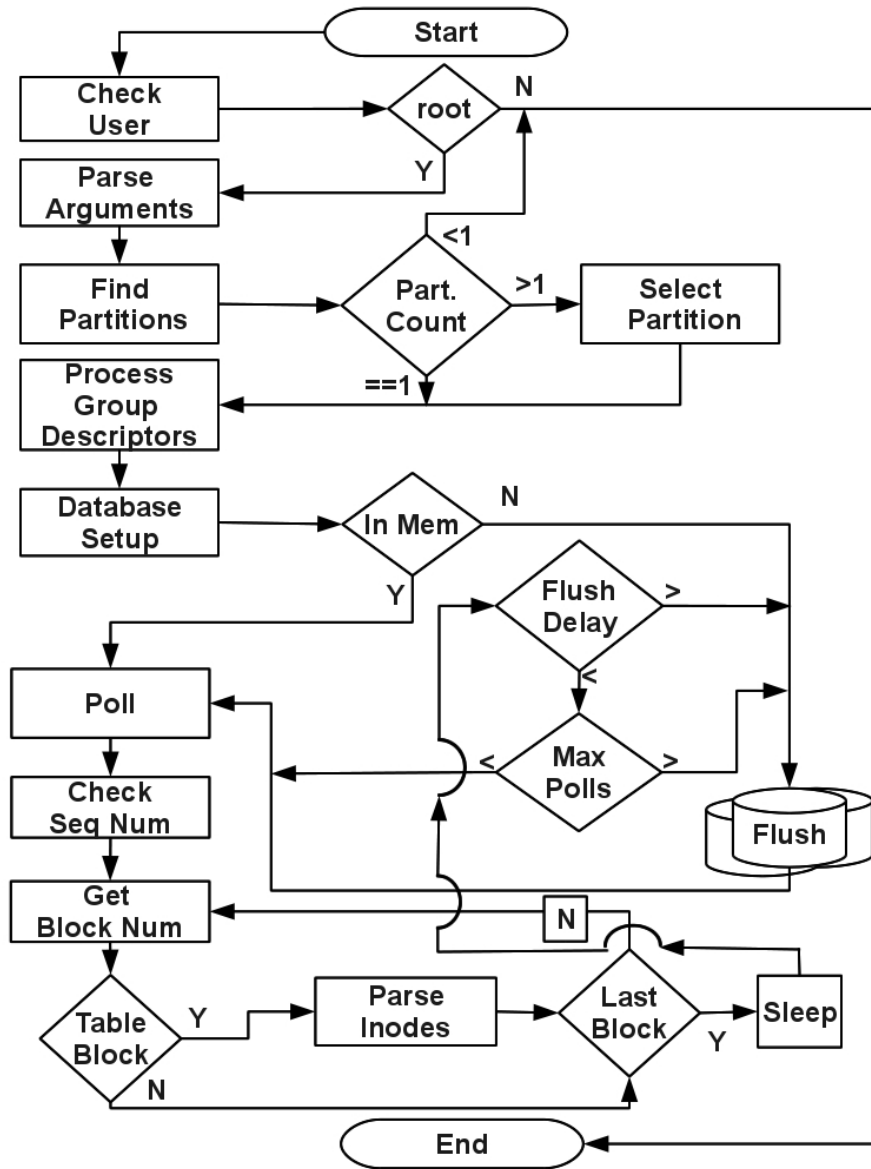 Start
Check
User
root
N
Y
Parse
Arguments
<1
Find
Partitions
Part.
Count
>1
Select
Partition
==1
Process
Group
Descriptors
Database
Setup
In Mem
N
Y
Flush
Delay
>
<
Poll
<
Max
Polls
>
Check
Seq Num
Flush
Get
Block Num
N
Table
Block
Y
Parse
Inodes
Last
Block
Y
Sleep
N
End